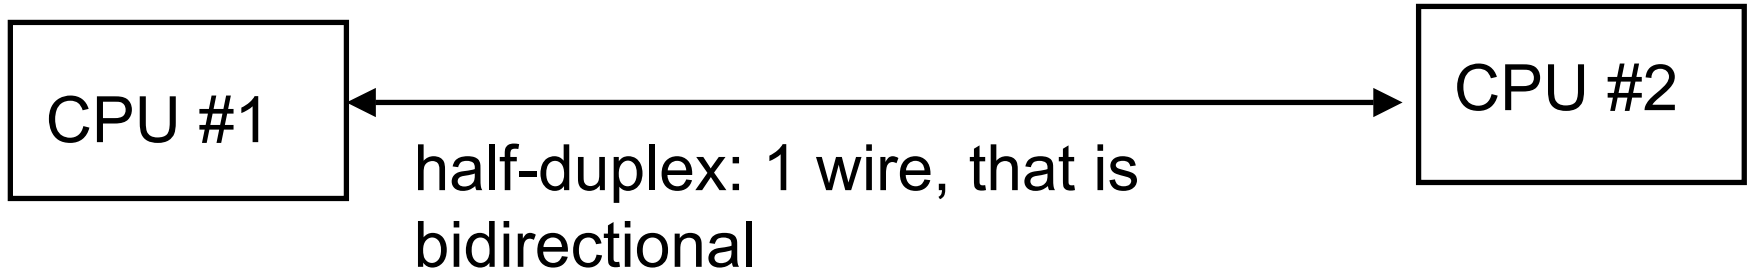 CPU #1
CPU #2
half-duplex: 1 wire, that is
bidirectional